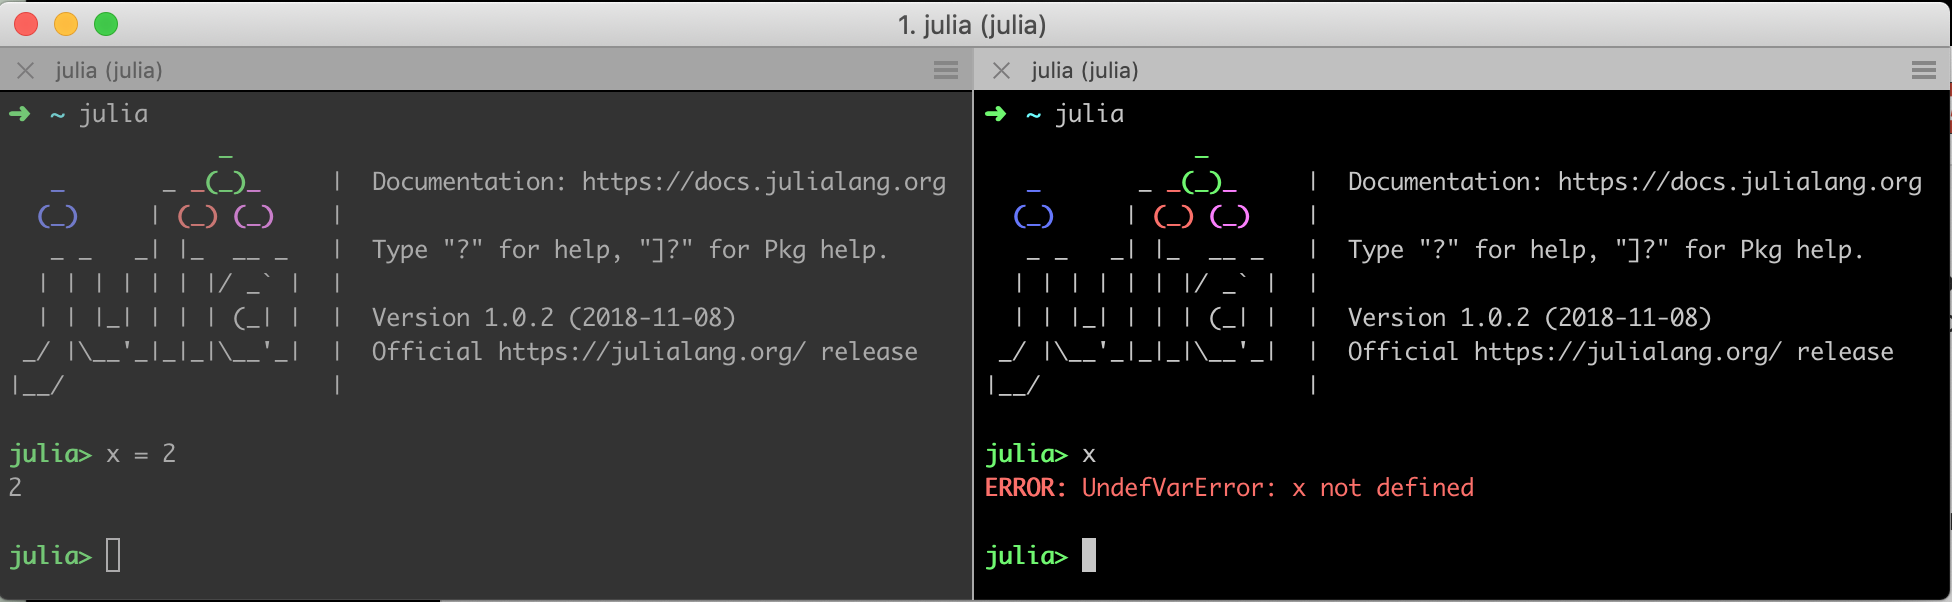 1. julia (julia)
julia (julia)
➜  ~ julia
               _
   _       _ _(_)_     |  Documentation: https://docs.julialang.org
  (_)     | (_) (_)    |
   _ _   _| |_  __ _   |  Type "?" for help, "]?" for Pkg help.
  | | | | | | |/ _` |  |
  | | |_| | | | (_| |  |  Version 1.0.2 (2018-11-08)
 _/ |\__'_|_|_|\__'_|  |  Official https://julialang.org/ release
|__/                   |
julia> x = 2
2
julia>
julia (julia)
➜  ~ julia
               _
   _       _ _(_)_     |  Documentation: https://docs.julialang.org
  (_)     | (_) (_)    |
   _ _   _| |_  __ _   |  Type "?" for help, "]?" for Pkg help.
  | | | | | | |/ _` |  |
  | | |_| | | | (_| |  |  Version 1.0.2 (2018-11-08)
 _/ |\__'_|_|_|\__'_|  |  Official https://julialang.org/ release
|__/                   |
julia> x
ERROR: UndefVarError: x not defined
julia>